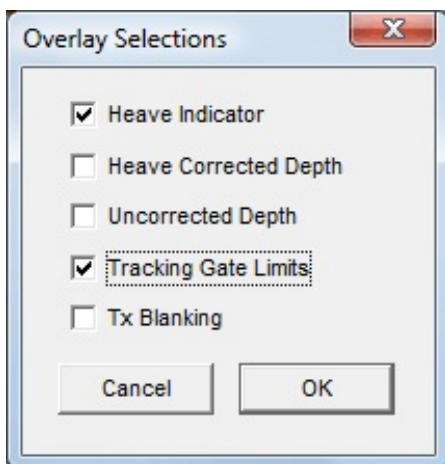 Overlay Selections
Heave Indicator
Heave Corrected Depth
Uncorrected Depth
Tracking Gate Limits
Tx Blanking
Cancel OK